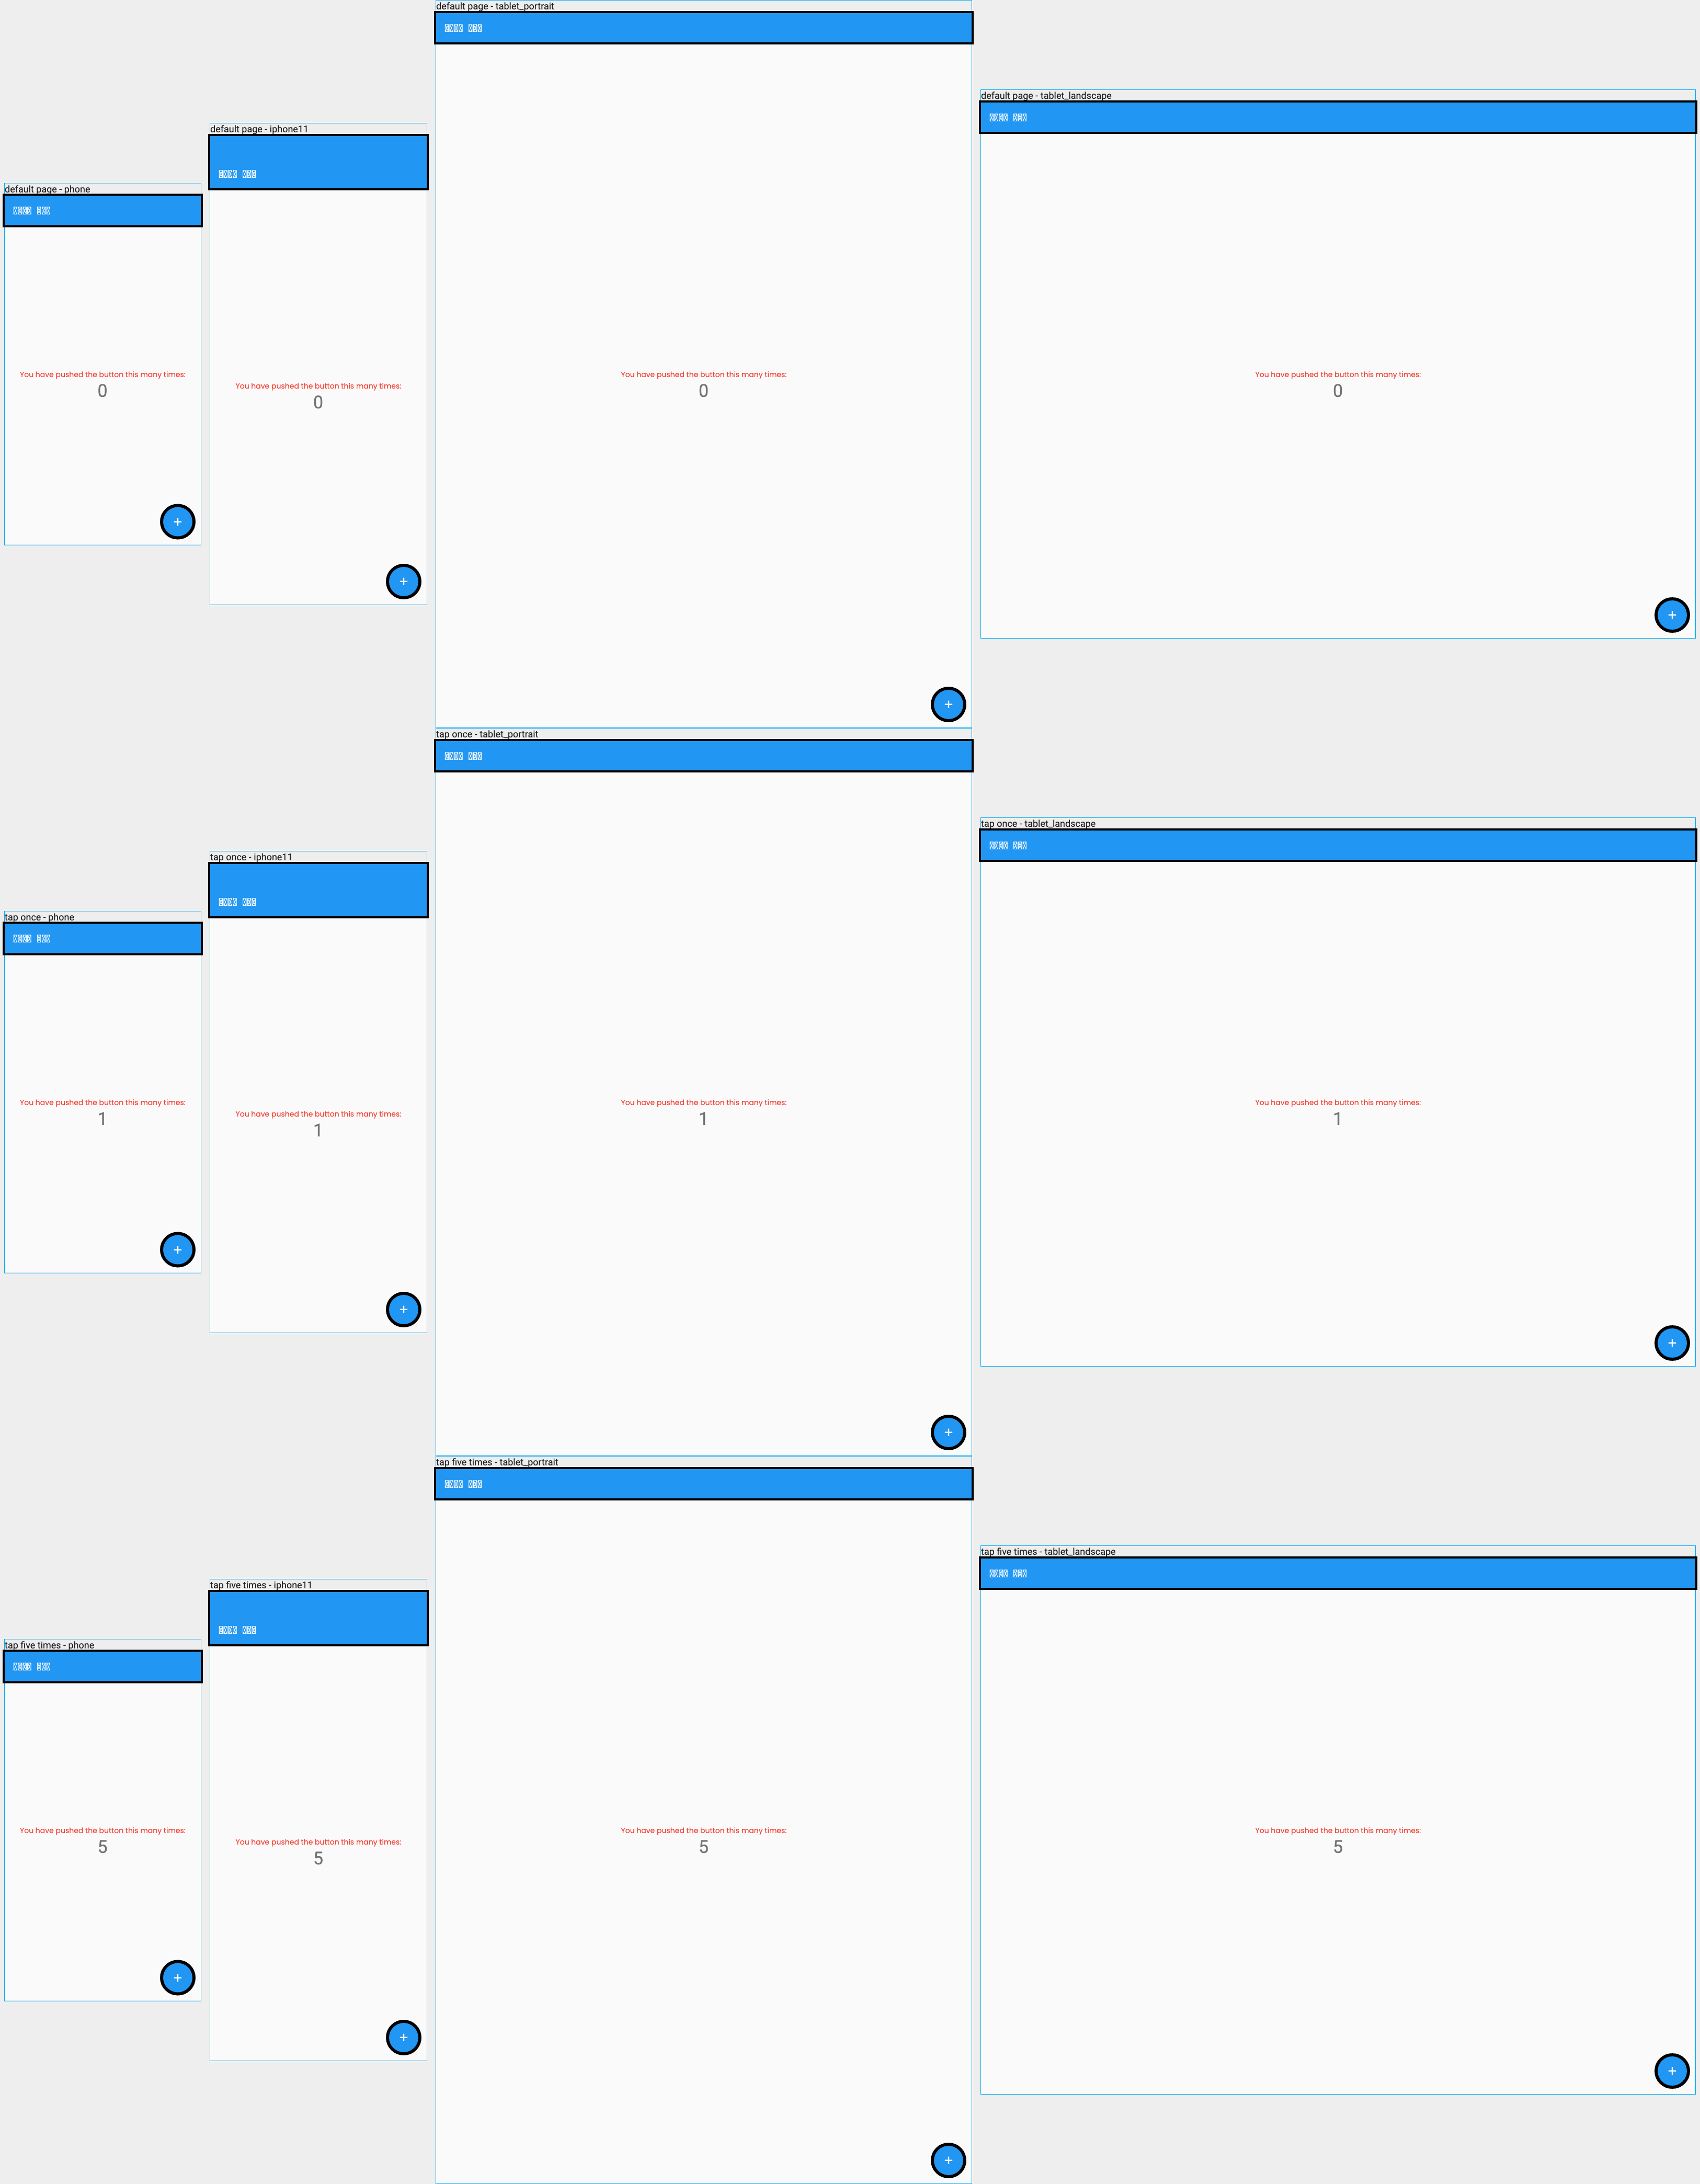 default page - tablet_portrait
default page - tablet_landscape
default page - iphone11
default page - phone
You have pushed the button this many times:
0
You have pushed the button this many times:
0
You have pushed the button this many times:
0
You have pushed the button this many times:
0
tap once - tablet_portrait
tap once - tablet_landscape
tap once - iphone11
tap once - phone
You have pushed the button this many times:
1
You have pushed the button this many times:
1
You have pushed the button this many times:
1
You have pushed the button this many times:
1
tap five times - tablet_portrait
tap five times - tablet_landscape
tap five times - iphone11
tap five times - phone
You have pushed the button this many times:
5
You have pushed the button this many times:
5
You have pushed the button this many times:
5
You have pushed the button this many times:
5